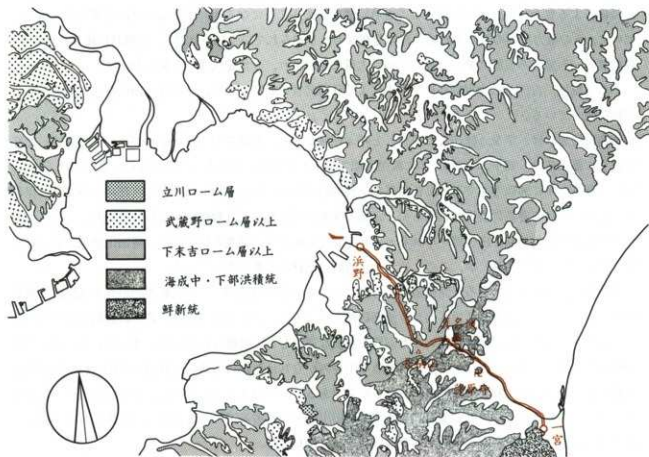 立川ローム層
武蔵野ローム層以上
下末吉ローム層以上
海成中・下部洪積統
鮮新統
浜野
一宮